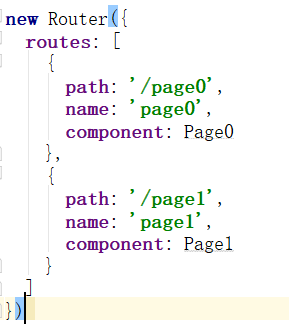 new Router({
routes: [
{
path: '/page0',
name: 'page0',
component: Page0
},
{
path: '/page1',
name: 'page1',
component: Page1
}
]
})